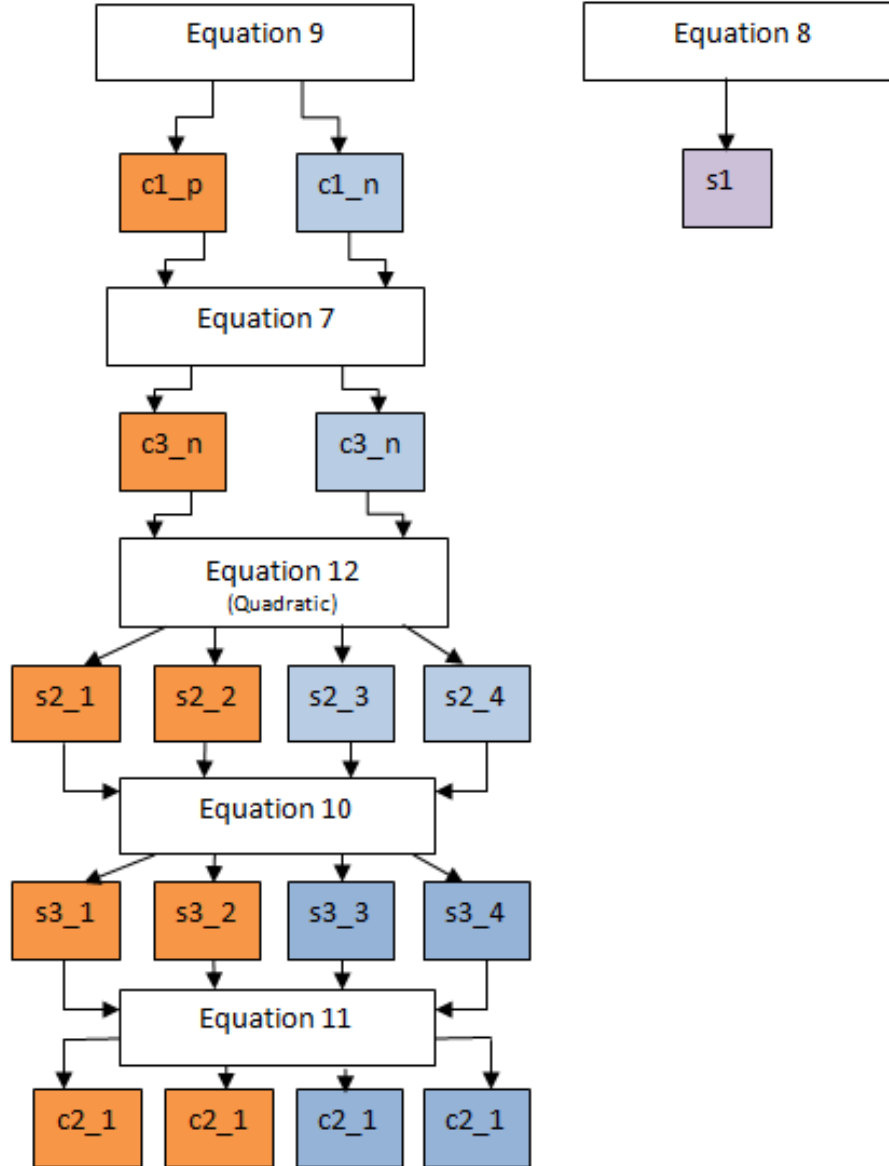 Equation 9
Equation 8
c1_p
c1_n
s1
Equation 7
c3_n
c3_n
Equation 12
(Quadratic)
s2_1
s2_2
s2_3
s2_4
Equation 10
s3_1
s3_2
s3_3
s3_4
Equation 11
c2_1
c2_1
c2_1
c2_1